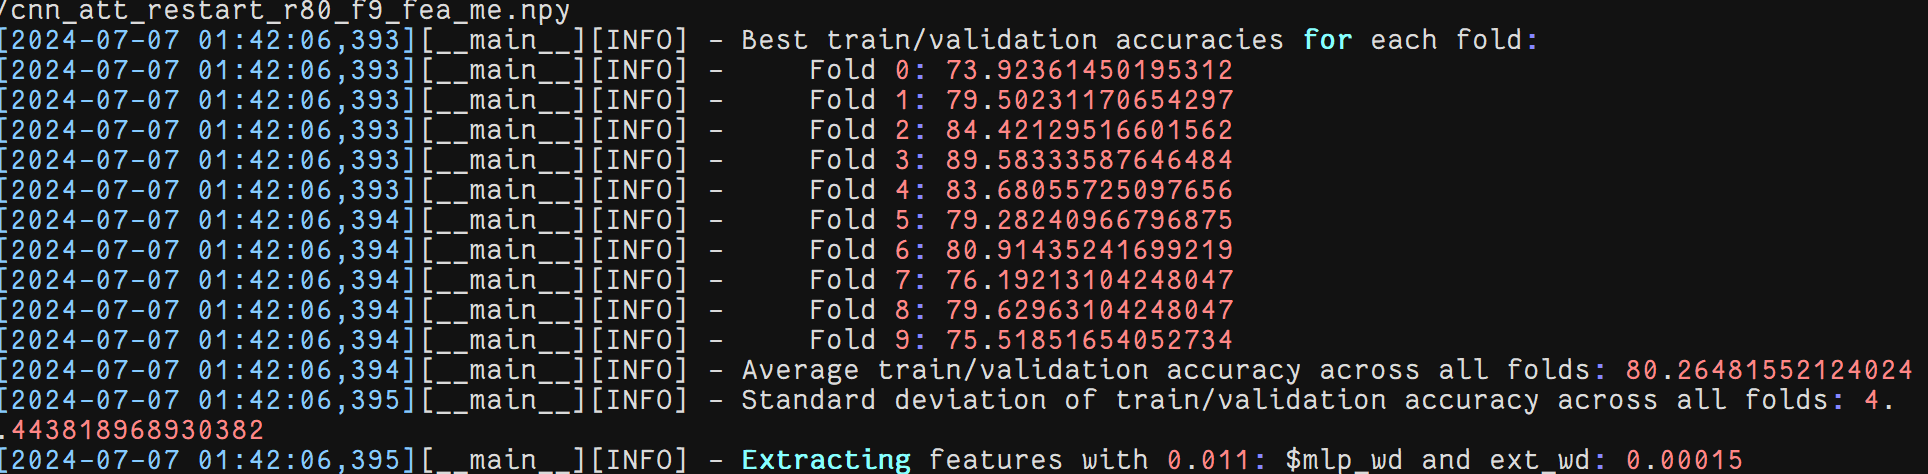 /cnn_att_restart_r80_f9_fea_me.npy
[2024-07-07 01:42:06,393][__main__][INFO] - Best train/validation accuracies for each fold:
[2024-07-07 01:42:06,393][__main__][INFO] -     Fold 0: 73.92361450195312
[2024-07-07 01:42:06,393][__main__][INFO] -     Fold 1: 79.50231170654297
[2024-07-07 01:42:06,393][__main__][INFO] -     Fold 2: 84.42129516601562
[2024-07-07 01:42:06,393][__main__][INFO] -     Fold 3: 89.58333587646484
[2024-07-07 01:42:06,393][__main__][INFO] -     Fold 4: 83.68055725097656
[2024-07-07 01:42:06,394][__main__][INFO] -     Fold 5: 79.28240966796875
[2024-07-07 01:42:06,394][__main__][INFO] -     Fold 6: 80.91435241699219
[2024-07-07 01:42:06,394][__main__][INFO] -     Fold 7: 76.19213104248047
[2024-07-07 01:42:06,394][__main__][INFO] -     Fold 8: 79.62963104248047
[2024-07-07 01:42:06,394][__main__][INFO] -     Fold 9: 75.51851654052734
[2024-07-07 01:42:06,394][__main__][INFO] - Average train/validation accuracy across all folds: 80.26481552124024
[2024-07-07 01:42:06,395][__main__][INFO] - Standard deviation of train/validation accuracy across all folds: 4.
.443818968930382
[2024-07-07 01:42:06,395][__main__][INFO] - Extracting features with 0.011: $mlp_wd and ext_wd: 0.00015